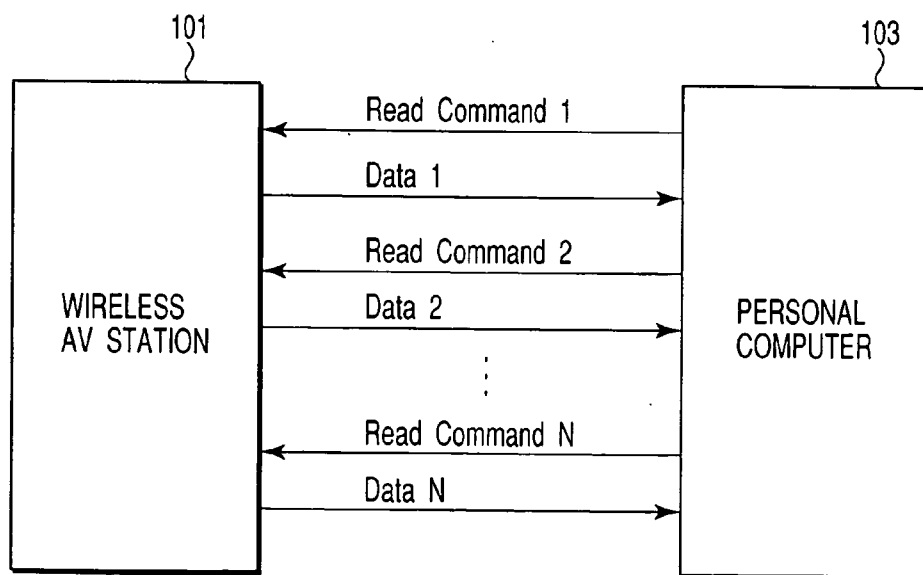 101
103
Read Command 1
Data 1
Read Command 2
WIRELESS
AV STATION
Data 2
PERSONAL
COMPUTER
Read Command N
Data N